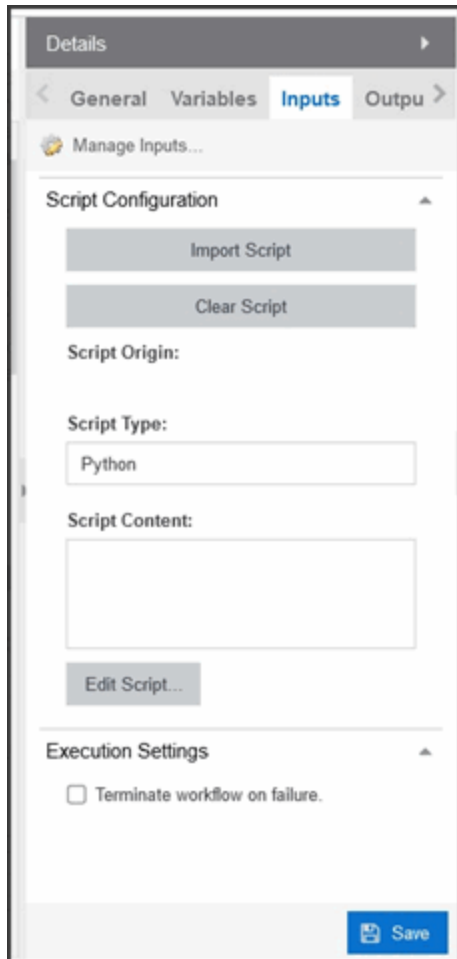 Details
General Variables Inputs Outpu
Manage Inputs...
Script Configuration
Import Script
Clear Script
Script Origin:
Script Type:
Python
Script Content:
Edit Script...
Execution Settings
Terminate workflow on failure.
Save